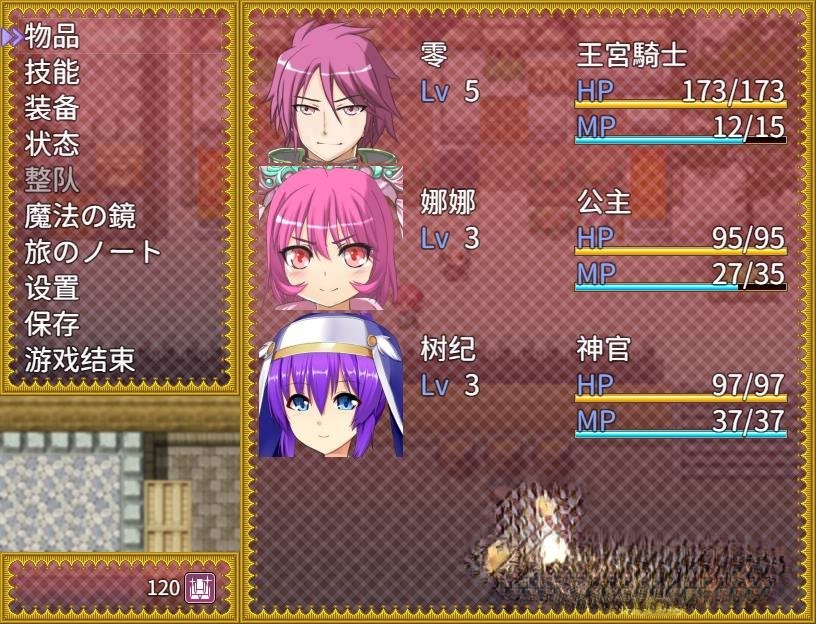 物品
技能
装备
状态
整队
魔法の鏡
旅のノート
设置
保存
游戏结束
120
零 王宮騎士
Lv 5 HP 173/173
MP 12/15
娜娜 公主
Lv 3 HP 95/95
MP 27/35
树纪 神官
Lv 3 HP 97/97
MP 37/37